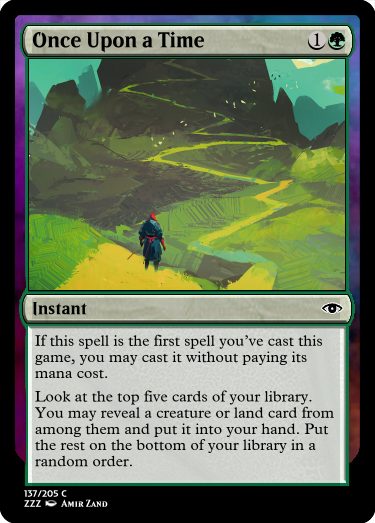 Once Upon a Time 1
Instant
If this spell is the first spell you've cast this
game, you may cast it without paying its
mana cost.
Look at the top five cards of your library.
You may reveal a creature or land card from
among them and put it into your hand. Put
the rest on the bottom of your library in a
random order.
137/205 C
ZZZ Amir Zand